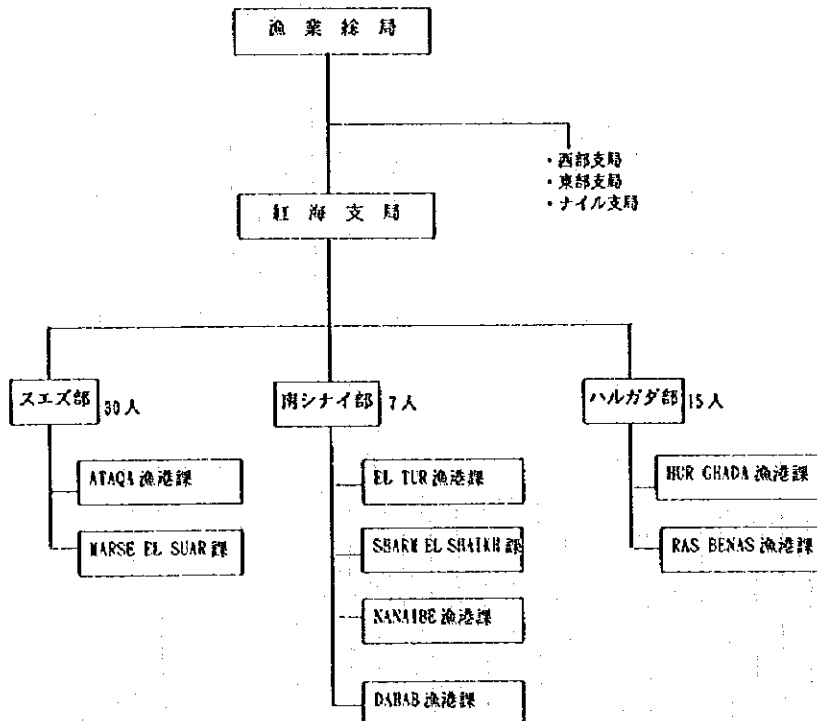 漁業総局
・西部支局
・東部支局
・ナイル支局
紅海支局
スエズ部 30人
南シナイ部 7人
ハルガダ部 15人
ATAQA 漁港課
MARSE EL SUAR 課
EL TUR 漁港課
SHARM EL SHAIKH 課
NANAIBE 漁港課
DAHAB 漁港課
HUR GHADA 漁港課
RAS BENAS 漁港課